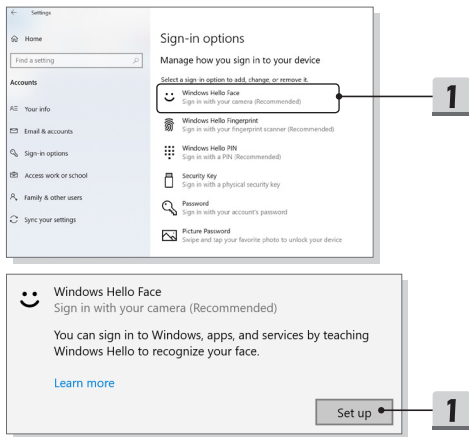 Settings
Home
Find a setting
Accounts
Your info
Email & accounts
Sign-in options
Access work or school
Family & other users
Sync your settings
Sign-in options
Manage how you sign in to your device
Select a sign-in option to add, change, or remove it.
Windows Hello Face
Sign in with your camera (Recommended)
Windows Hello Fingerprint
Sign in with your fingerprint scanner (Recommended)
Windows Hello PIN
Sign in with a PIN (Recommended)
Security Key
Sign in with a physical security key
Password
Sign in with your account's password
Picture Password
Swipe and tap your favorite photo to unlock your device
1
Windows Hello Face
Sign in with your camera (Recommended)
You can sign in to Windows, apps, and services by teaching
Windows Hello to recognize your face.
Learn more
Set up
1